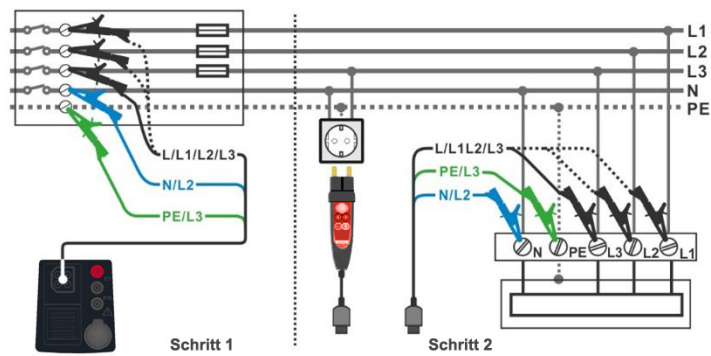 L1
L2
L3
N
PE
L/L1/L2/L3
N/L2
PE/L3
L/L1L2/L3
PE/L3
N/L2
N
PE
L3
L2
L1
Schritt 1
Schritt 2